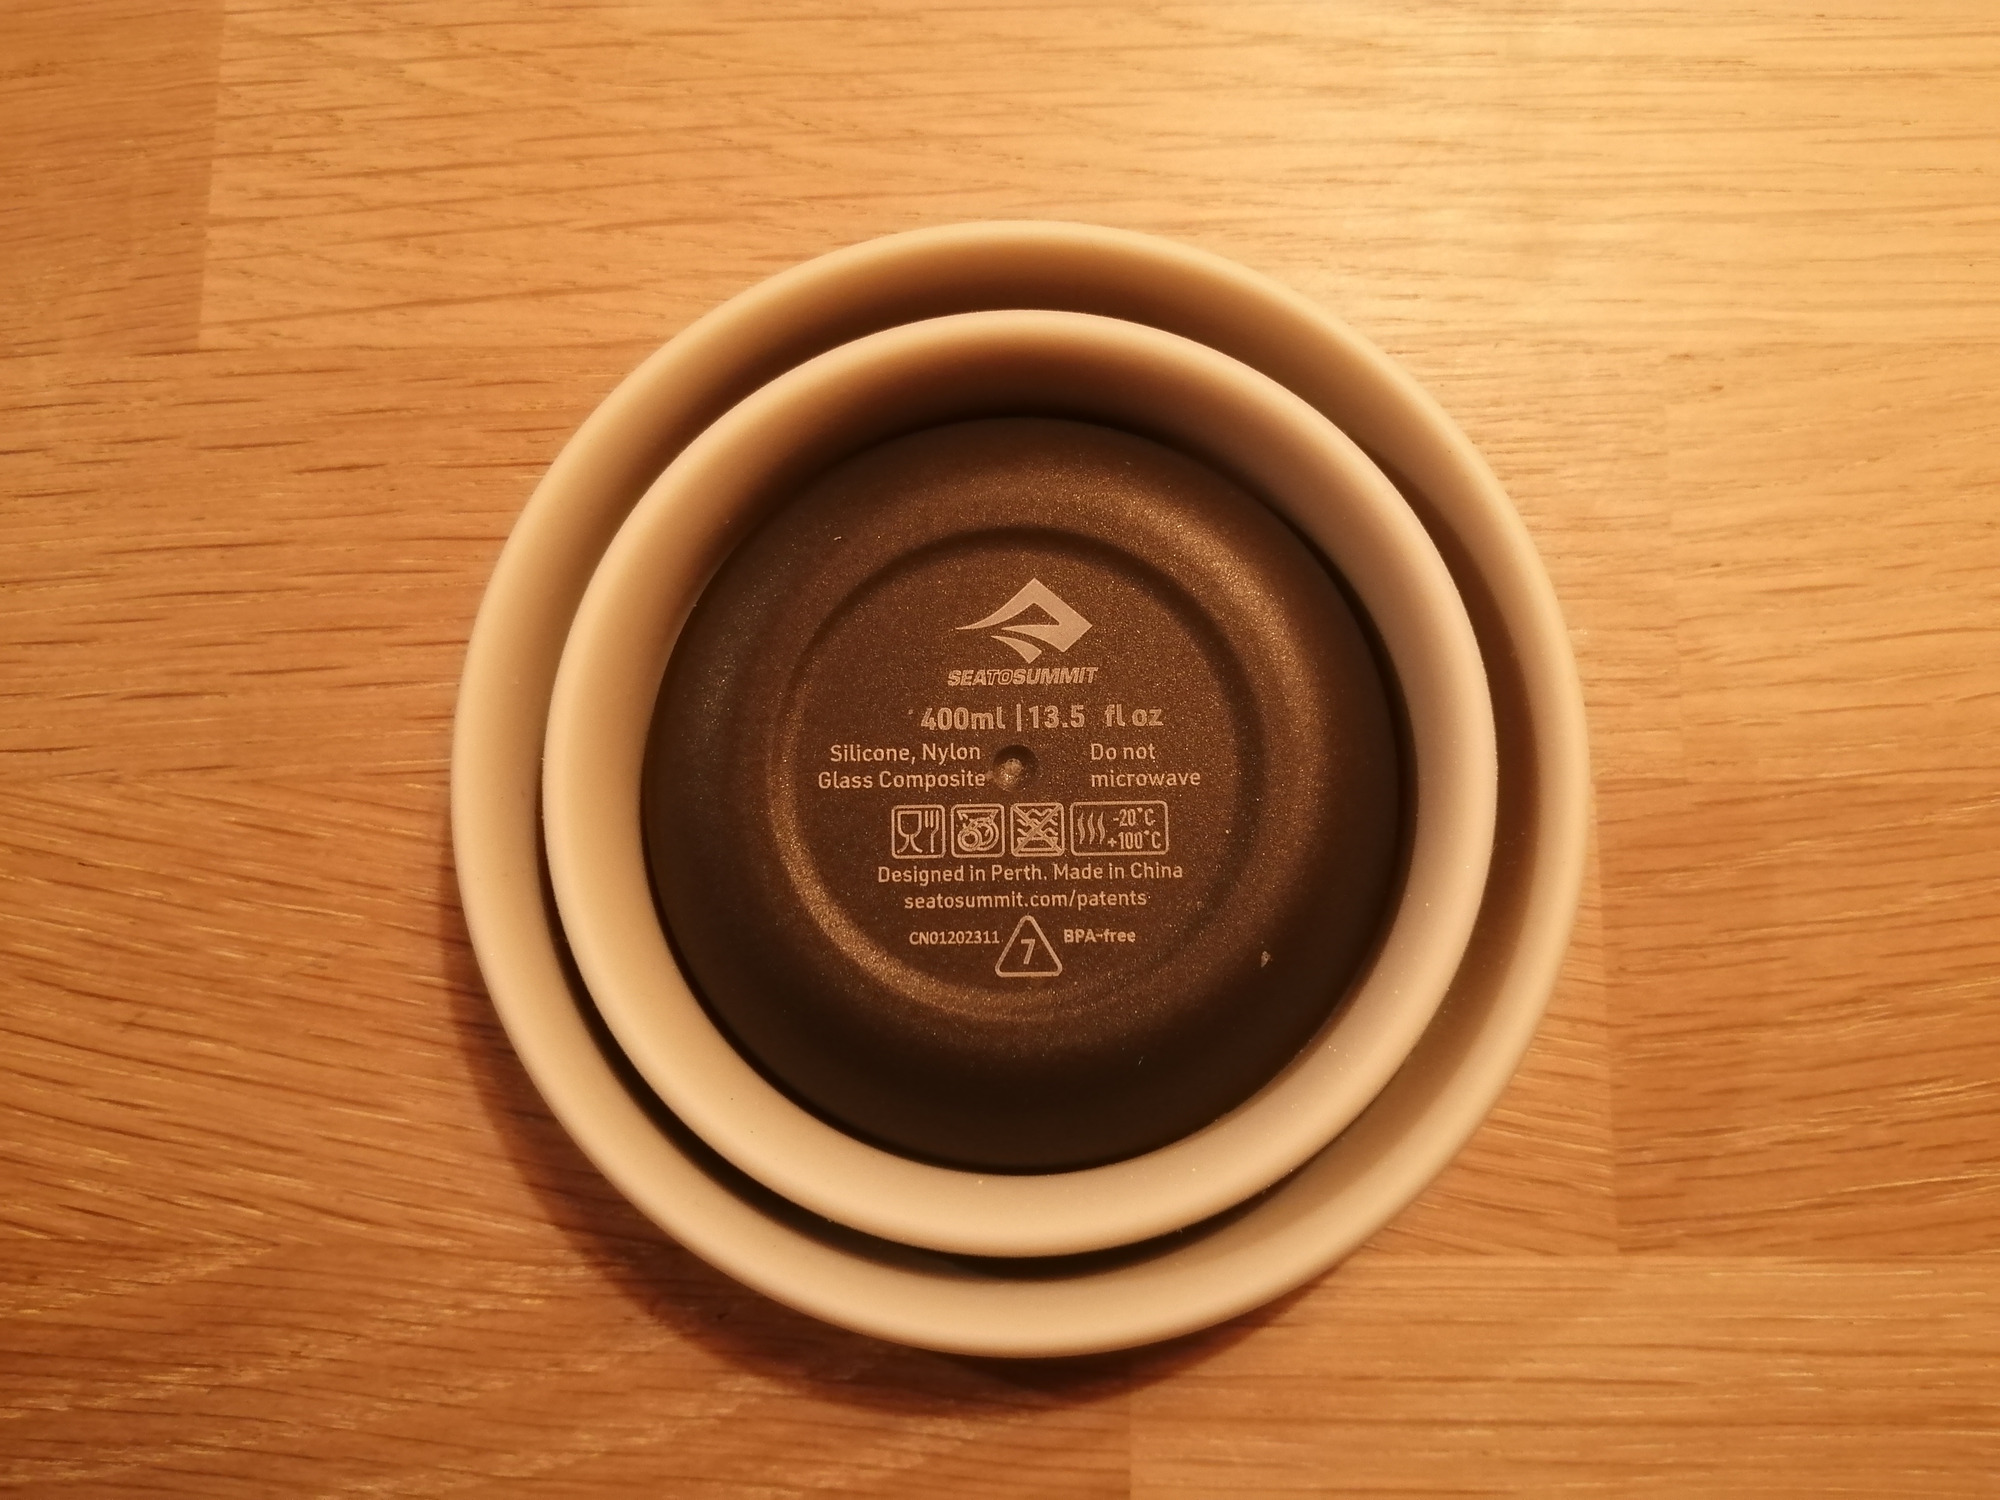 SEATOSUMMIT
400ml | 13.5 fl oz
Silicone, Nylon
Glass Composite
Do not
microwave
-20°C
+100°C
Designed in Perth. Made in China
seatosummit.com/patents
CN01202311
7
BPA-free